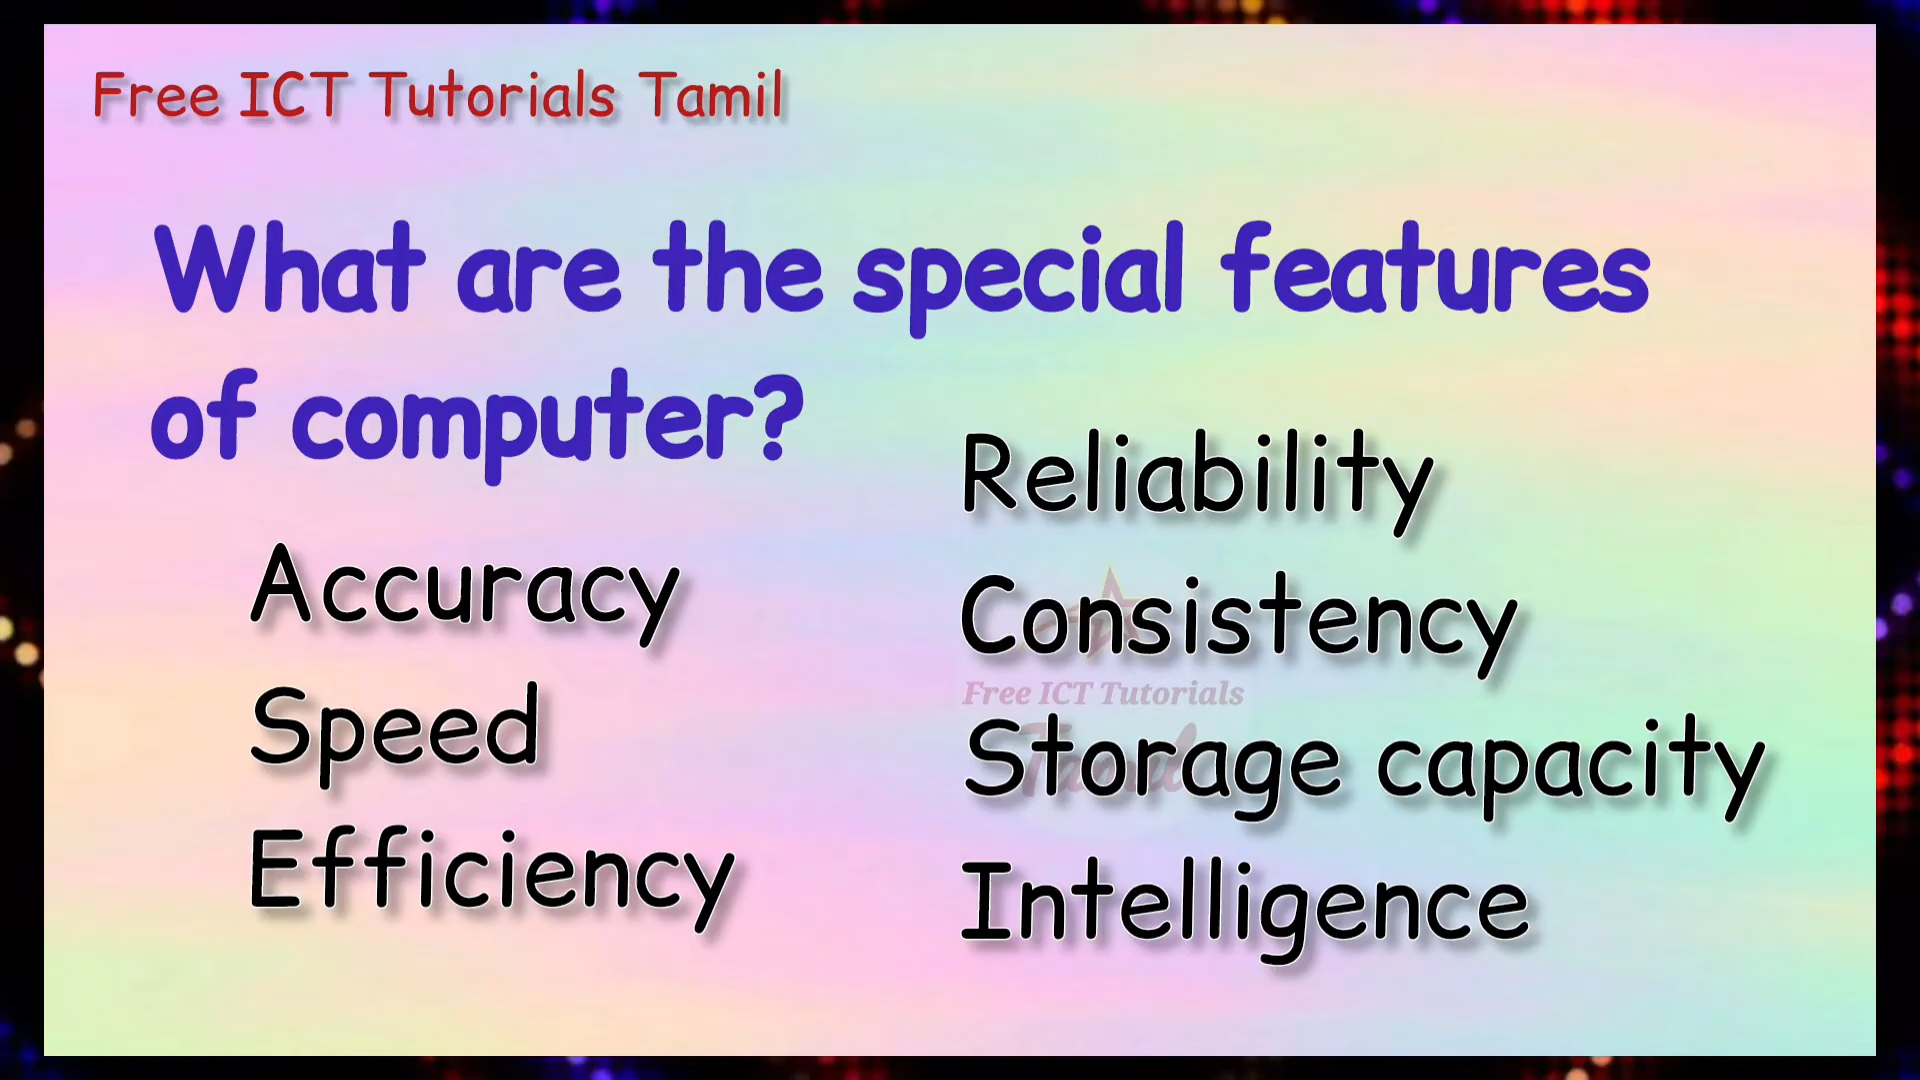 Free ICT Tutorials Tamil
What are the special features
of computer?
Accuracy
Speed
Efficiency
Reliability
Consistency
Free ICT Tutorials
Tamil
Storage capacity
Intelligence